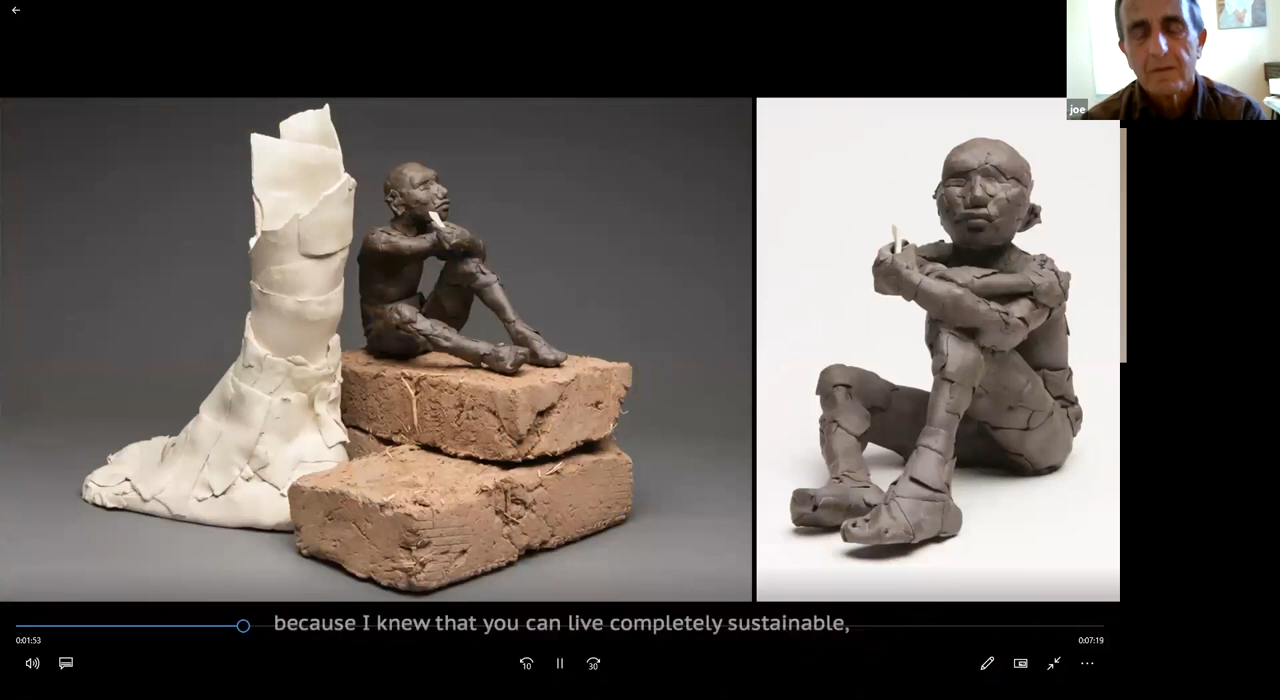 joe
because I knew that you can live completely sustainable,
0:01:53
0:07:19
10
30